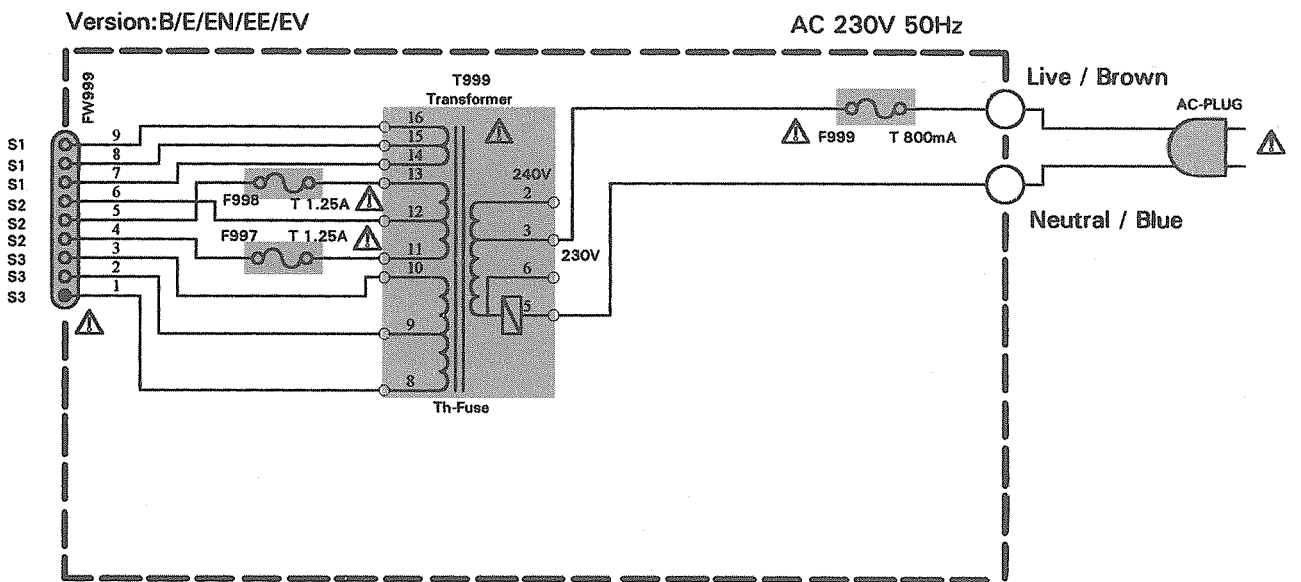 Version:B/E/EN/EE/EV
AC 230V 50Hz
FW999
T999
Transformer
Live / Brown
AC-PLUG
F999 T 800mA
S1 9
S1 8
S1 7
S2 6
S2 5
S2 4
S3 3
S3 2
S3 1
F998 T 1.25A
F997 T 1.25A
16
15
14
13
12
11
10
9
8
240V
2
3
230V
6
5
Th-Fuse
Neutral / Blue